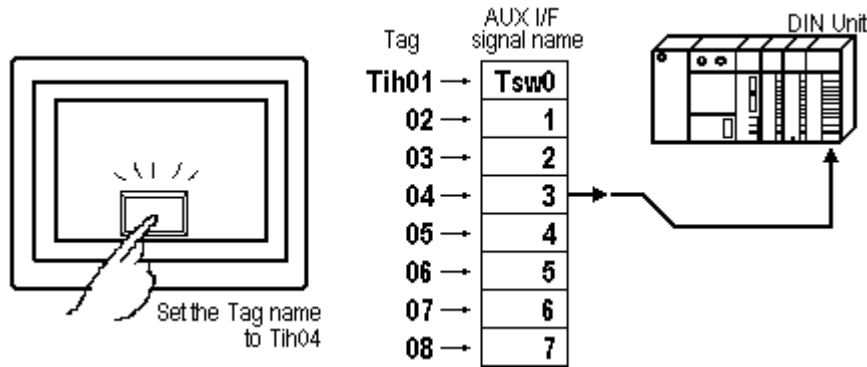 Set the Tag name
to Tih04
Tag
AUX I/F
signal name
Tih01 → Tsw0
02 → 1
03 → 2
04 → 3
05 → 4
06 → 5
07 → 6
08 → 7
DIN Unit